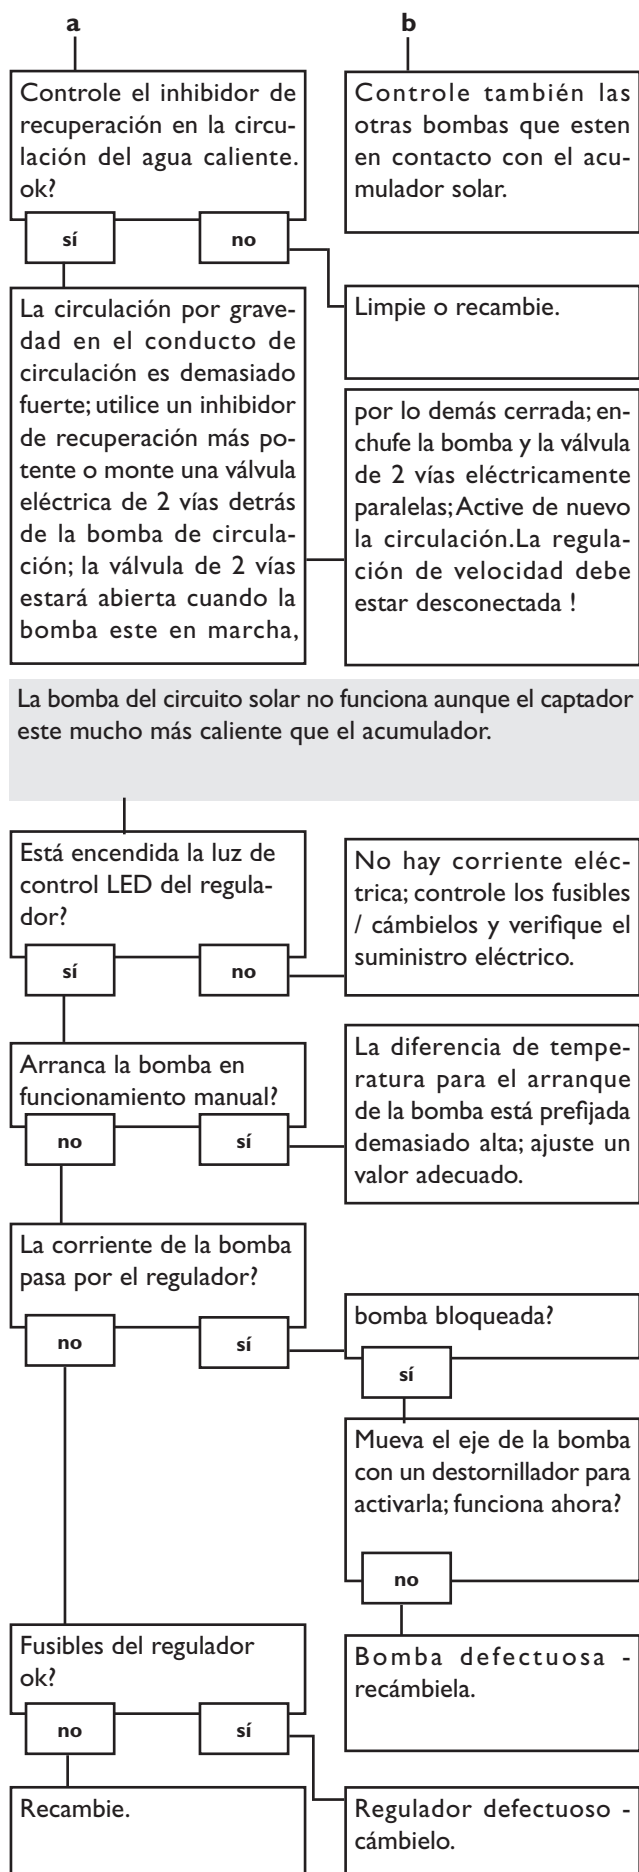 a
b
Controle el inhibidor de
recuperación en la circu-
lación del agua caliente.
ok?
sí
no
Controle también las
otras bombas que esten
en contacto con el acu-
mulador solar.
Limpie o recambie.
La circulación por grave-
dad en el conducto de
circulación es demasiado
fuerte; utilice un inhibidor
de recuperación más po-
tente o monte una válvula
eléctrica de 2 vías detrás
de la bomba de circula-
ción; la válvula de 2 vías
estará abierta cuando la
bomba este en marcha,
por lo demás cerrada; en-
chufe la bomba y la válvula
de 2 vías eléctricamente
paralelas; Active de nuevo
la circulación.La regula-
ción de velocidad debe
estar desconectada !
La bomba del circuito solar no funciona aunque el captador
este mucho más caliente que el acumulador.
Está encendida la luz de
control LED del regula-
dor?
sí
no
No hay corriente eléc-
trica; controle los fusibles
/ cámbielos y verifique el
suministro eléctrico.
Arranca la bomba en
funcionamiento manual?
no
sí
La diferencia de tempe-
ratura para el arranque
de la bomba está prefijada
demasiado alta; ajuste un
valor adecuado.
La corriente de la bomba
pasa por el regulador?
no
sí
bomba bloqueada?
sí
Mueva el eje de la bomba
con un destornillador para
activarla; funciona ahora?
no
Bomba defectuosa -
recámbiela.
Fusibles del regulador
ok?
no
sí
Recambie.
Regulador defectuoso -
cámbielo.